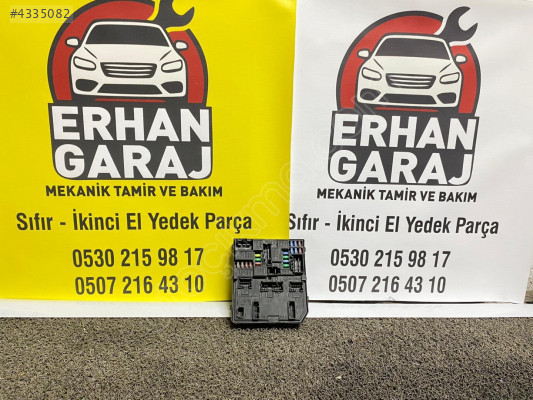 #4335082
ERHAN
GARAJ
MEKANİK TAMİR VE BAKIM
Sıfır - İkinci El Yedek Parça
0530 215 98 17
0507 216 43 10
ERHAN
GARAJ
MEKANİK TAMİR VE BAKIM
Sıfır - İkinci El Yedek Parça
0530 215 98 17
0507 216 43 10